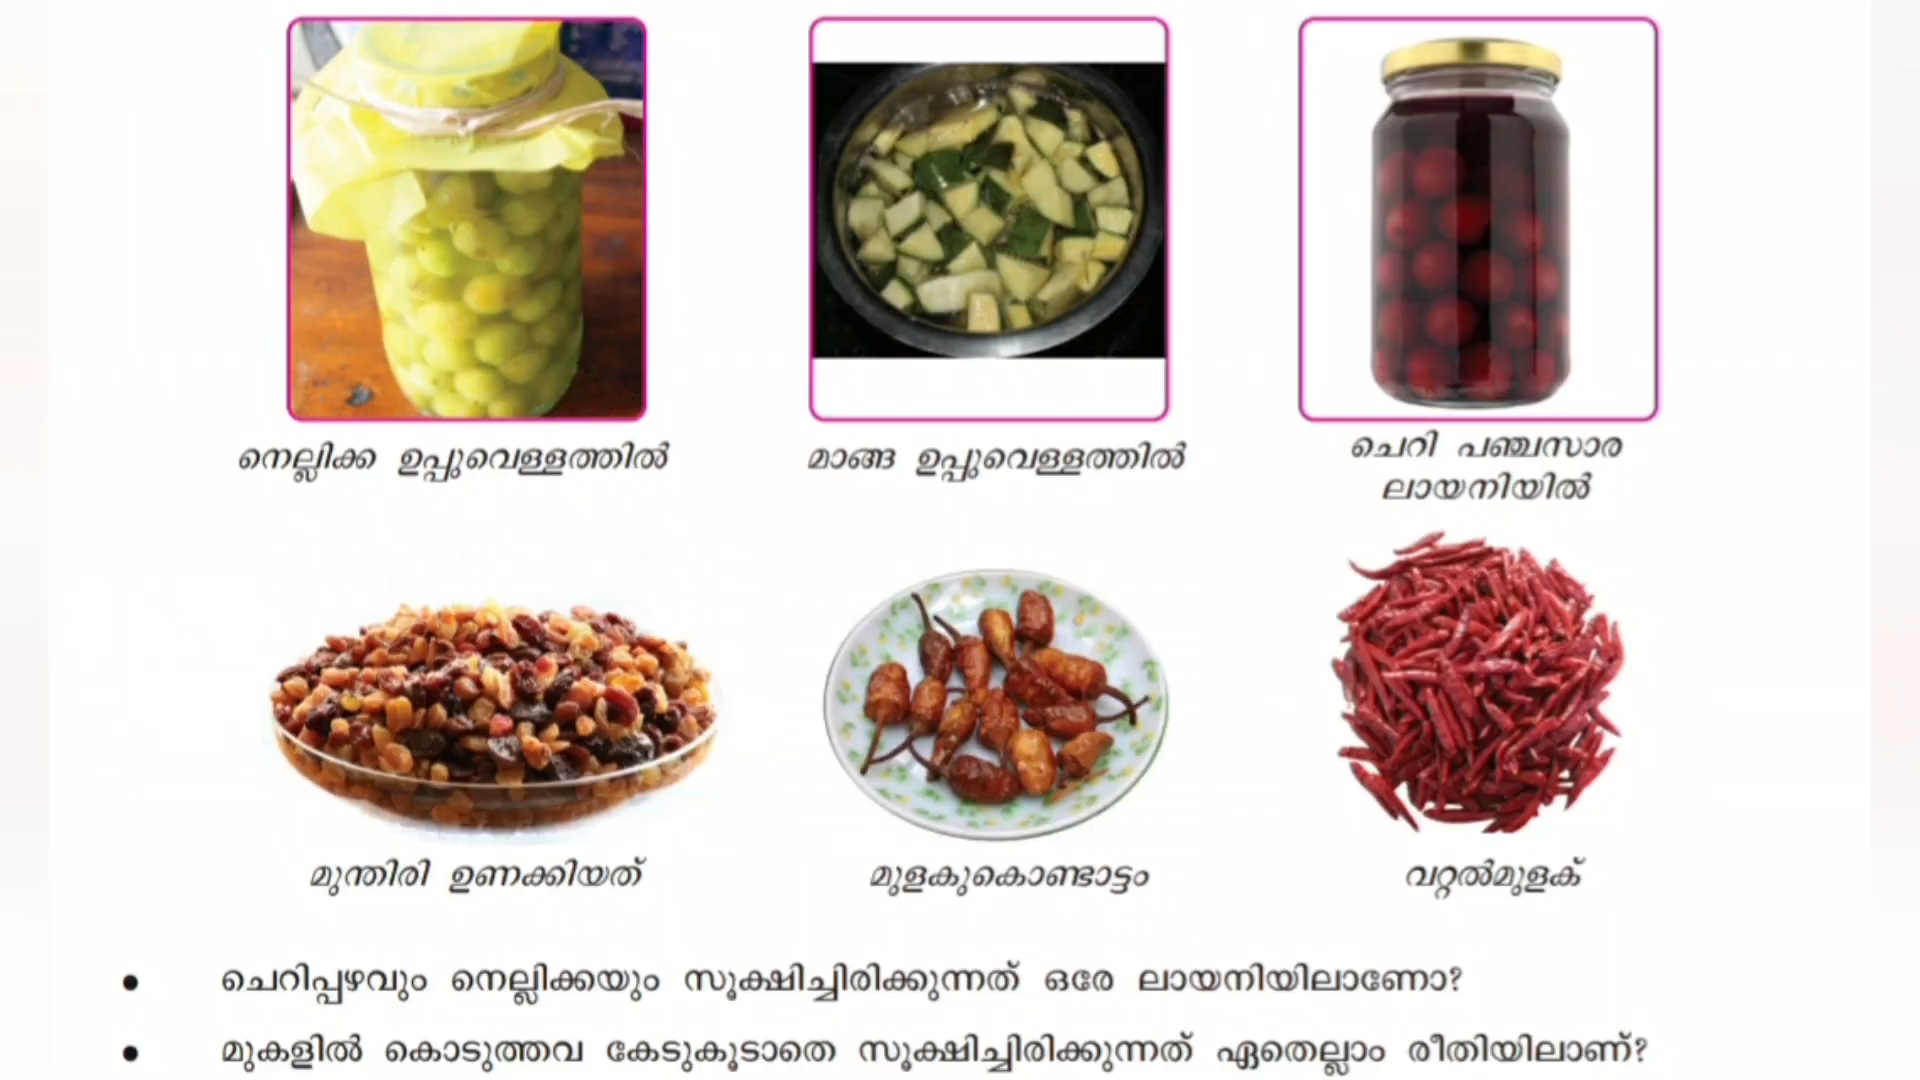 നെല്ലിക്ക ഉപ്പുവെള്ളത്തിൽ
മാങ്ങ ഉപ്പുവെള്ളത്തിൽ
ചെറി പഞ്ചസാര
ലായനിയിൽ
മുന്തിരി ഉണക്കിയത്
മുളകുകൊണ്ടാട്ടം
വറ്റൽമുളക്
• ചെറിപ്പഴവും നെല്ലിക്കയും സൂക്ഷിച്ചിരിക്കുന്നത് ഒരേ ലായനിയിലാണോ?
• മുകളിൽ കൊടുത്തവ കേടുകൂടാതെ സൂക്ഷിച്ചിരിക്കുന്നത് ഏതെല്ലാം രീതിയിലാണ്?